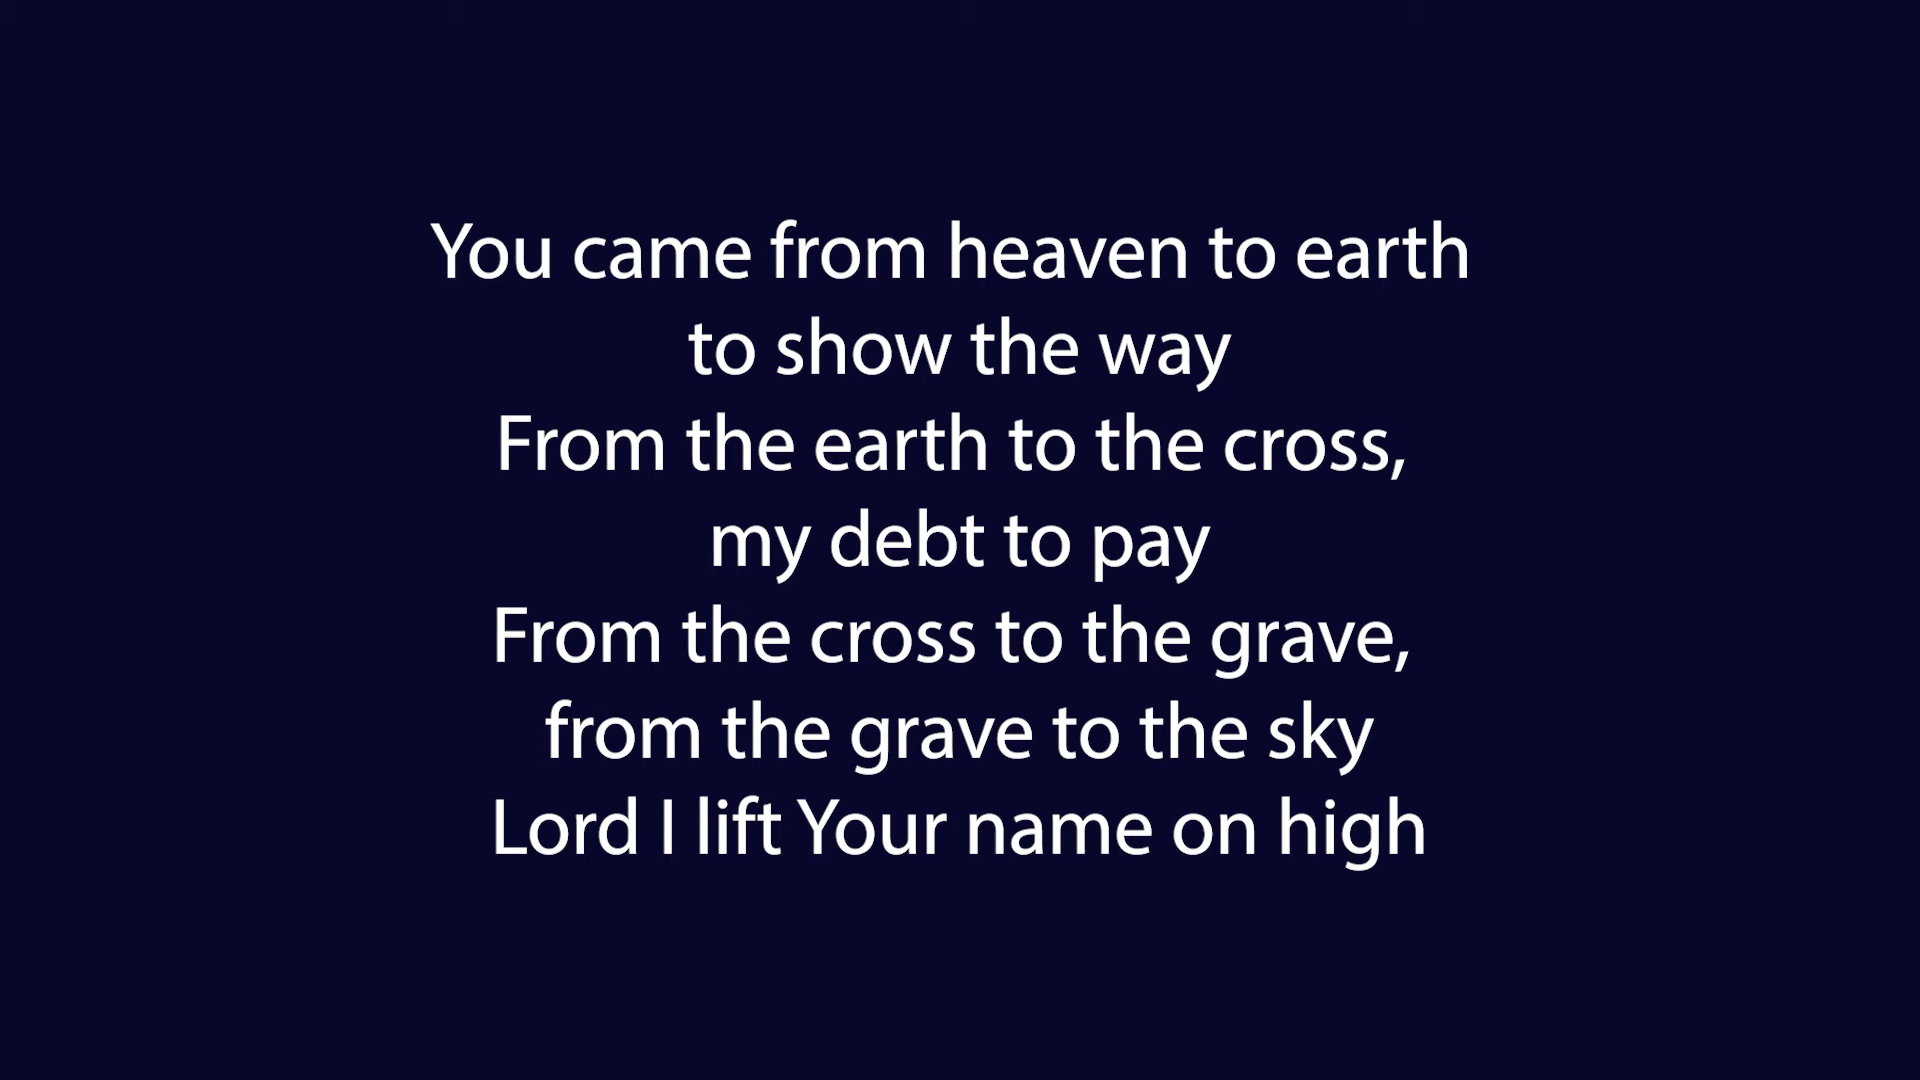 You came from heaven to earth
to show the way
From the earth to the cross,
my debt to pay
From the cross to the grave,
from the grave to the sky
Lord I lift Your name on high